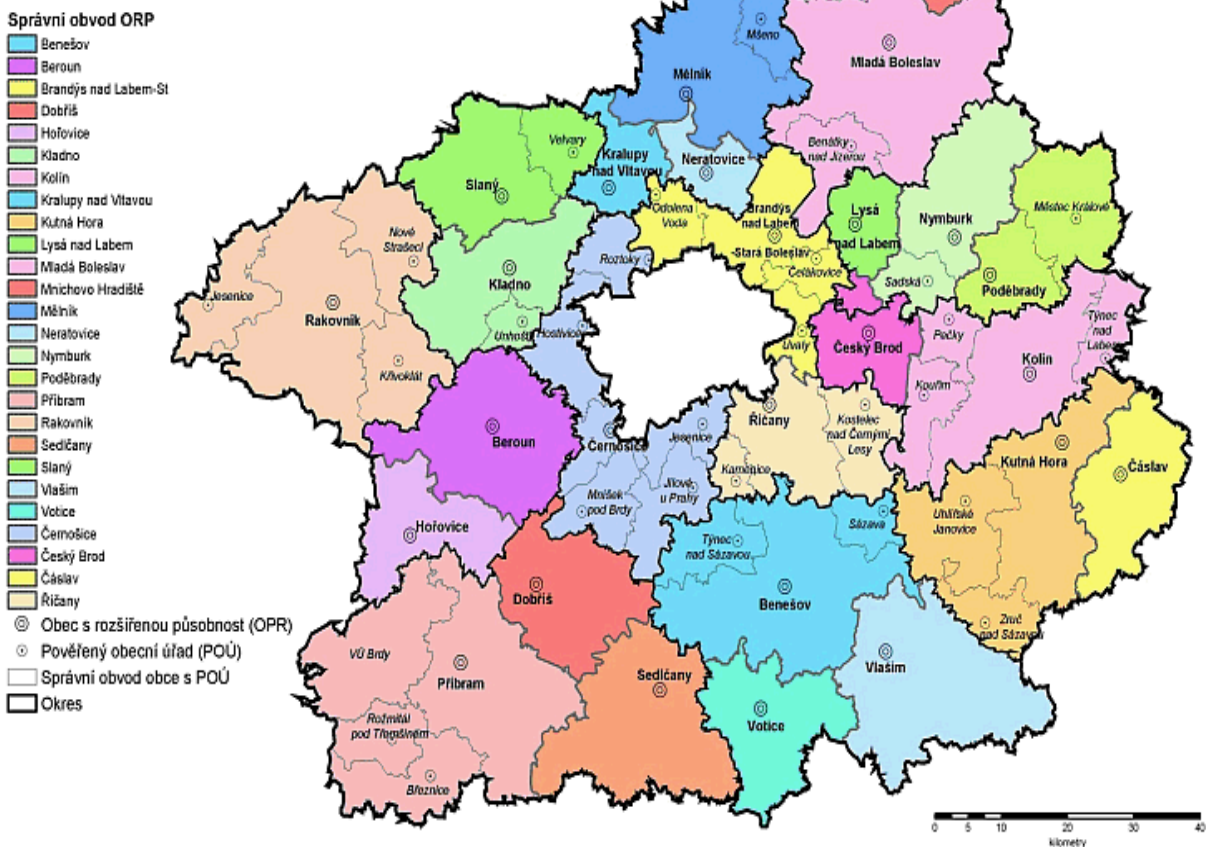 Správní obvod ORP
Benešov
Beroun
Brandýs nad Labem-St
Dobříš
Hořovice
Kladno
Kolín
Kralupy nad Vltavou
Kutná Hora
Lysá nad Labem
Mladá Boleslav
Mnichovo Hradiště
Mělník
Neratovice
Nymburk
Poděbrady
Příbram
Rakovník
Sedlčany
Slaný
Vlašim
Votice
Černošice
Český Brod
Čáslav
Říčany
Obec s rozšířenou působnost (OPR)
Pověřený obecní úřad (POÚ)
Správní obvod obce s POÚ
Okres
Mšeno
Mělník
Mladá Boleslav
Velvary
Slaný
Kralupy
nad Vltavou
Neratovice
Benátky
nad Jizerou
Odolena
Voda
Brandýs
nad Labem
-Stará Boleslav
Čelákovice
Lysá
nad Labem
Nymburk
Sadská
Městec Králové
Poděbrady
Nové
Strašecí
Jesenice
Rakovník
Křivoklát
Kladno
Unhošť
Roztoky
Hostivice
Úvaly
Český Brod
Pečky
Kouřim
Kolín
Týnec
nad
Labem
Beroun
Černošice
Jesenice
Říčany
Kostelec
nad Černými
Lesy
Kamenice
Mníšek
pod Brdy
Jílové
u Prahy
Kutná Hora
Čáslav
Uhlířské
Janovice
Zruč
nad Sázavou
Hořovice
Týnec
nad Sázavou
Sázava
Dobříš
Benešov
Vlašim
VÚ Brdy
Příbram
Sedlčany
Votice
Rožmitál
pod Třemšínem
Březnice
0 5 10 20 30 40
kilometry